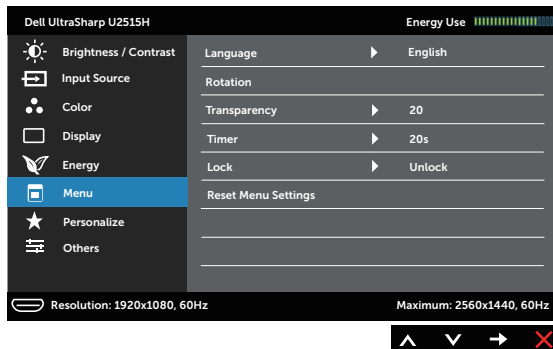 Dell UltraSharp U2515H Energy Use
Brightness / Contrast Language English
Input Source Rotation
Color Transparency 20
Display Timer 20s
Energy Lock Unlock
Menu Reset Menu Settings
Personalize
Others
Resolution: 1920x1080, 60Hz Maximum: 2560x1440, 60Hz